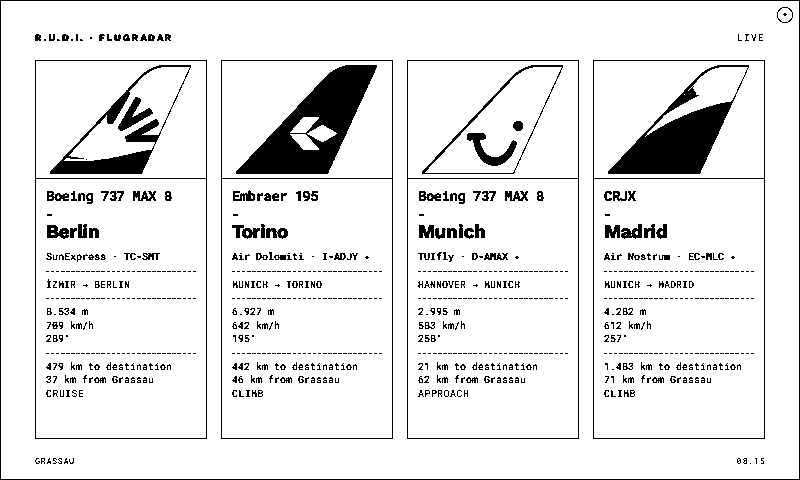 R.U.D.I. · FLUGRADAR
LIVE
Boeing 737 MAX 8
–
Berlin
SunExpress · TC-SMT
İZMIR → BERLIN
8.534 m
789 km/h
289°
479 km to destination
37 km from Grassau
CRUISE
Embraer 195
–
Torino
Air Dolomiti · I-ADJY ✦
MUNICH → TORINO
6.927 m
642 km/h
195°
442 km to destination
46 km from Grassau
CLIMB
Boeing 737 MAX 8
–
Munich
TUIfly · D-AMAX ✦
HANNOVER → MUNICH
2.995 m
583 km/h
258°
21 km to destination
62 km from Grassau
APPROACH
CRJX
–
Madrid
Air Nostrum · EC-MLC ✦
MUNICH → MADRID
4.282 m
612 km/h
257°
1.483 km to destination
71 km from Grassau
CLIMB
GRASSAU
08.15